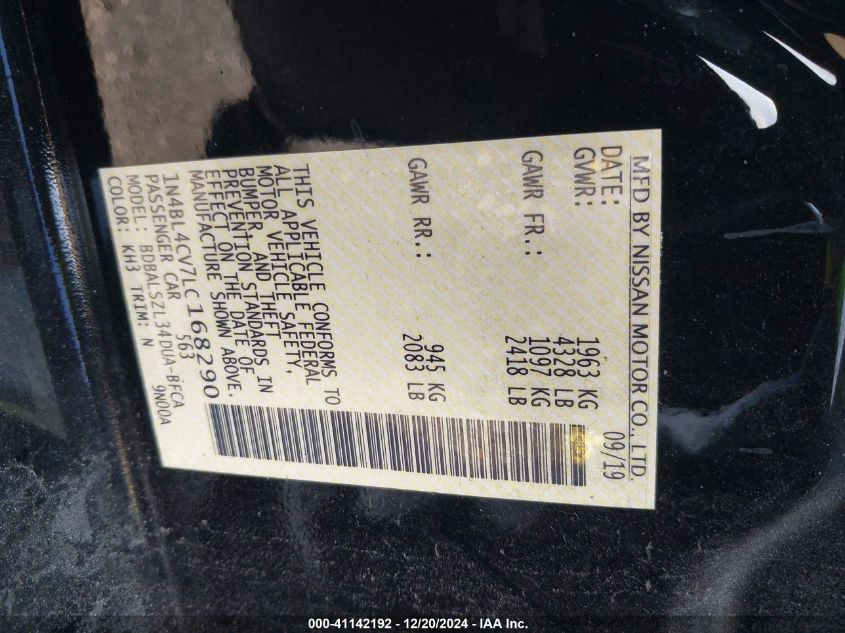 MFD BY NISSAN MOTOR CO., LTD.
DATE: 09/19
GVWR: 1963 KG
4328 LB
GAWR FR.: 1097 KG
2418 LB
GAWR RR.: 945 KG
2083 LB
THIS VEHICLE CONFORMS TO
ALL APPLICABLE FEDERAL
MOTOR VEHICLE SAFETY,
BUMPER, AND THEFT
PREVENTION STANDARDS IN
EFFECT ON THE DATE OF
MANUFACTURE SHOWN ABOVE.
1N4BL4CV7LC168290
PASSENGER CAR 563
MODEL: BDBALSZL34DUA-BFCA
COLOR: KH3 TRIM: N 9N00A
000-41142192 - 12/20/2024 - IAA Inc.